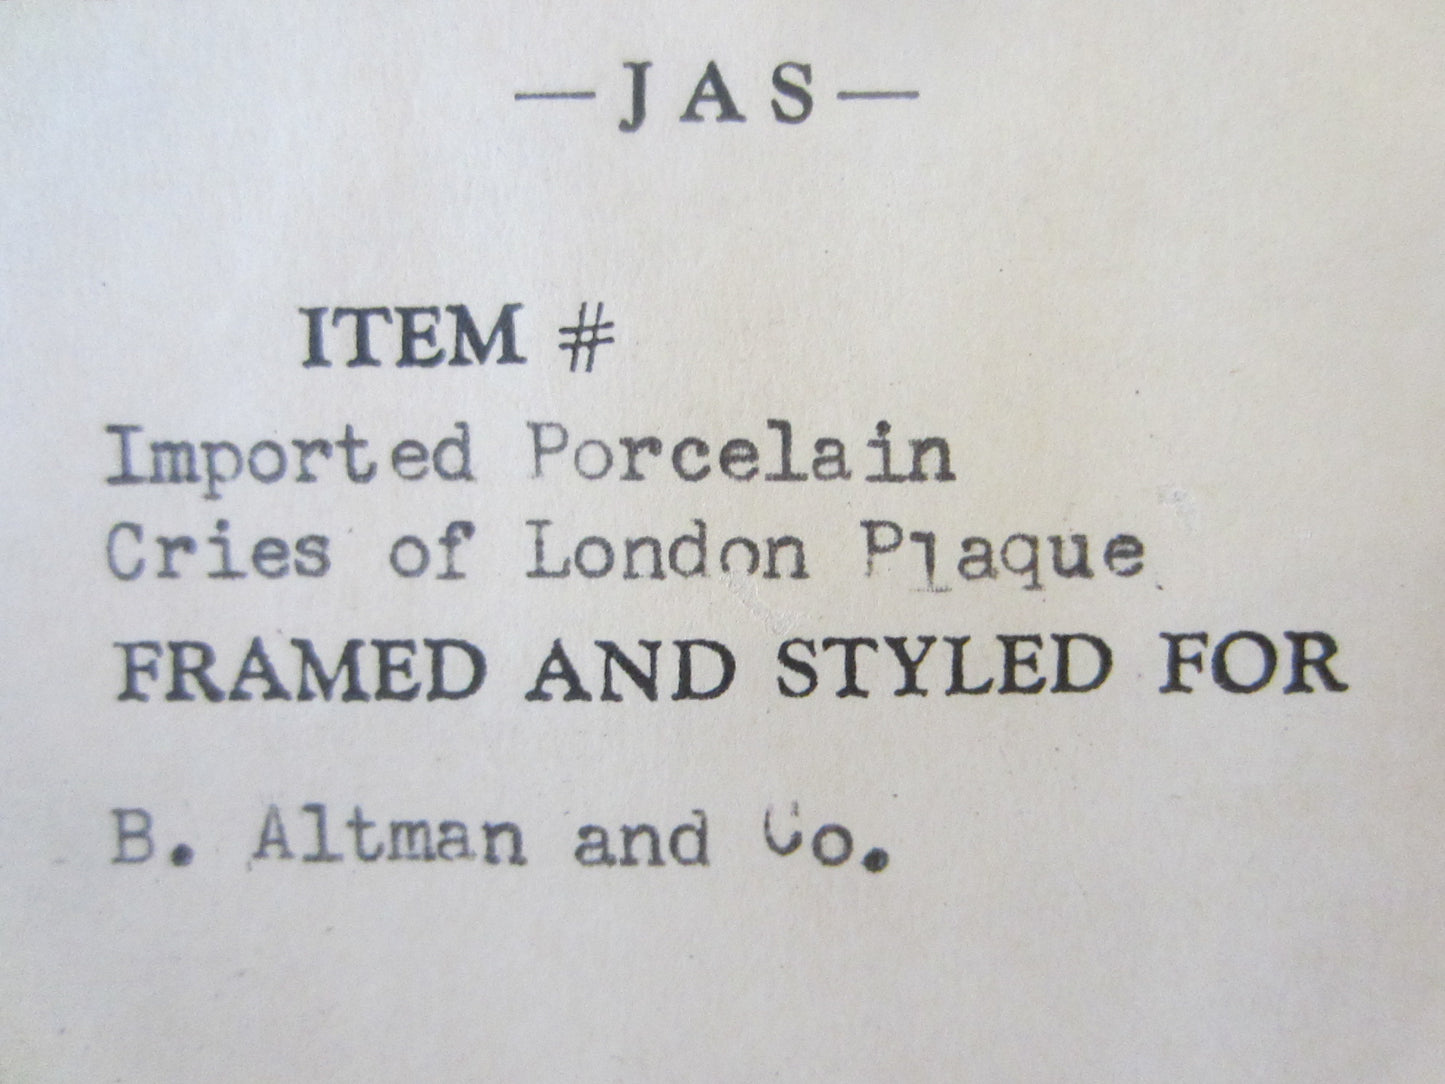 —JAS—
ITEM #
Imported Porcelain
Cries of London Plaque
FRAMED AND STYLED FOR
B. Altman and Co.